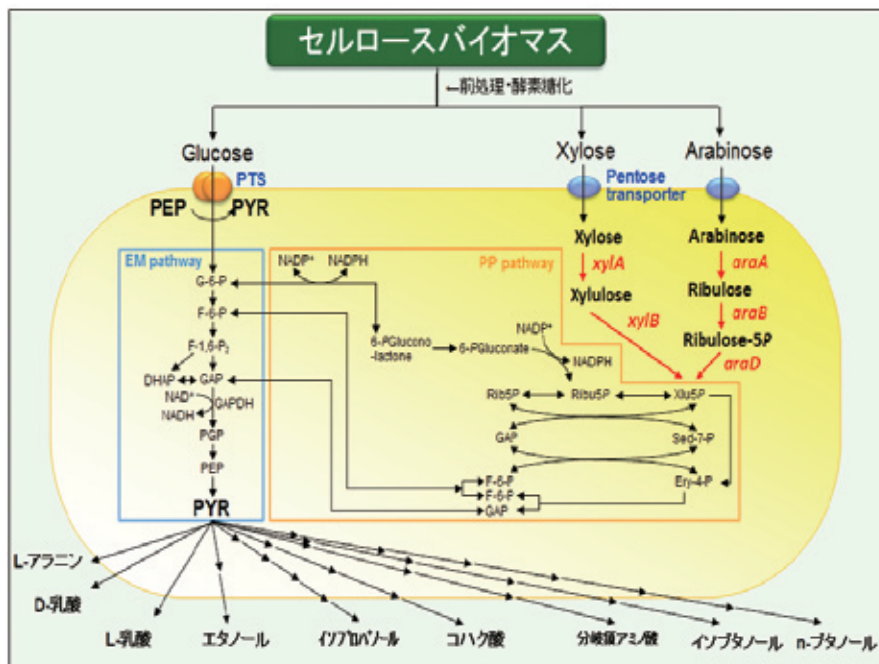 セルロースバイオマス
←前処理・酵素糖化
Glucose
Xylose
Arabinose
PTS
Pentose
transporter
PEP
PYR
Xylose
Arabinose
EM pathway
NADP+
NADPH
PP pathway
xylA
araA
G-6-P
Xylulose
Ribulose
F-6-P
xylB
araB
NADP+
Ribulose-5P
6-PGlucono
-lactone
6-PGluconate
F-1,6-P2
NADPH
araD
DHAP
GAP
Rib5P
Ribu5P
Xlu5P
NAD+
GAPDH
NADH
PGP
GAP
Sed-7-P
PEP
F-6-P
Ery-4-P
F-6-P
PYR
GAP
L-アラニン
D-乳酸
L-乳酸
エタノール
イソプロパノール
コハク酸
分岐鎖アミノ酸
イソブタノール
n-ブタノール